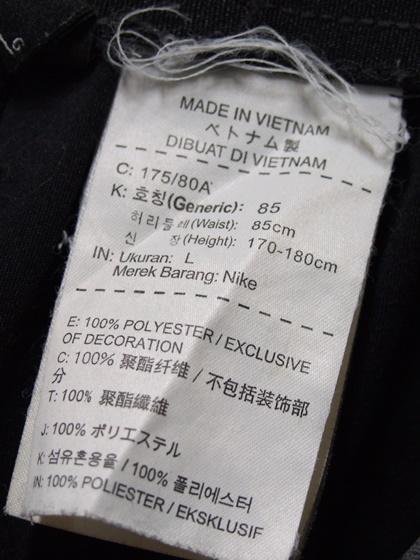 MADE IN VIETNAM
ベトナム製
DIBUAT DI VIETNAM
C: 175/80A
K: 호칭(Generic): 85
허리둘레(Waist): 85cm
신 장(Height): 170-180cm
IN: Ukuran: L
Merek Barang: Nike
E: 100% POLYESTER / EXCLUSIVE
OF DECORATION
C: 100% 聚酯纤维 / 不包括装饰部
分
T: 100% 聚酯纖維
J: 100% ポリエステル
K: 섬유혼용율 / 100% 폴리에스터
IN: 100% POLIESTER / EKSKLUSIF